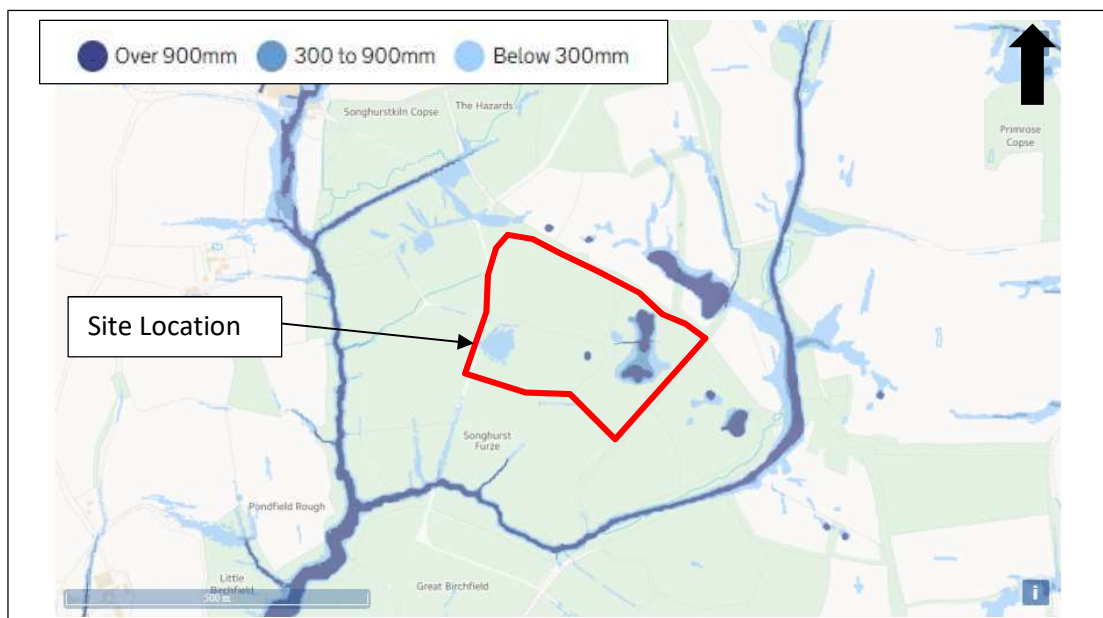 Over 900mm 300 to 900mm Below 300mm
Songhurstkiln Copse
The Hazards
Primrose
Copse
Site Location
Songhurst
Furze
Pondfield Rough
Little
Birchfield
Great Birchfield
500 m
i